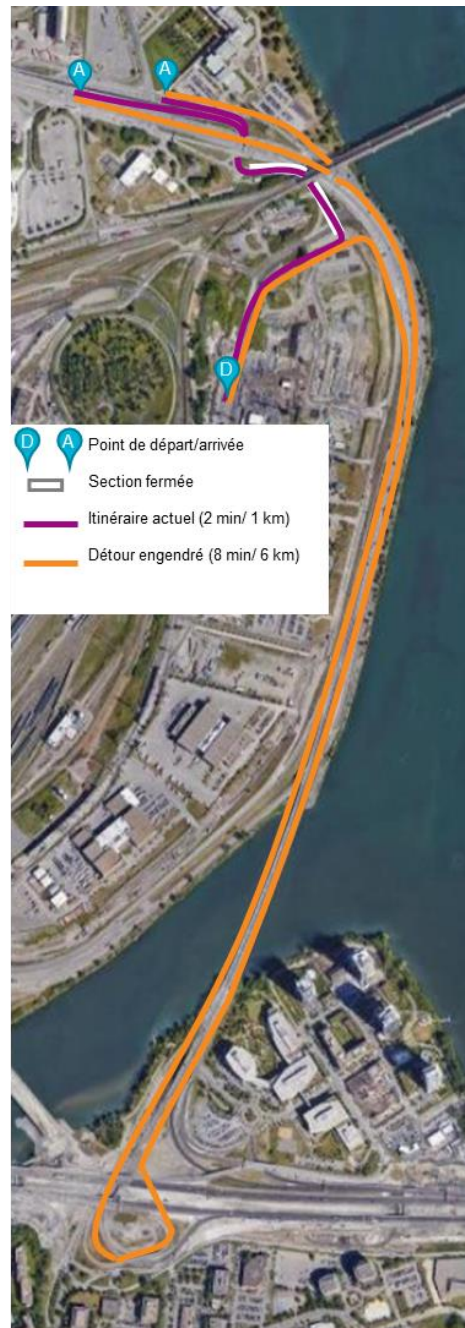 A
A
D
D A Point de départ/arrivée
Section fermée
Itinéraire actuel (2 min/ 1 km)
Détour engendré (8 min/ 6 km)